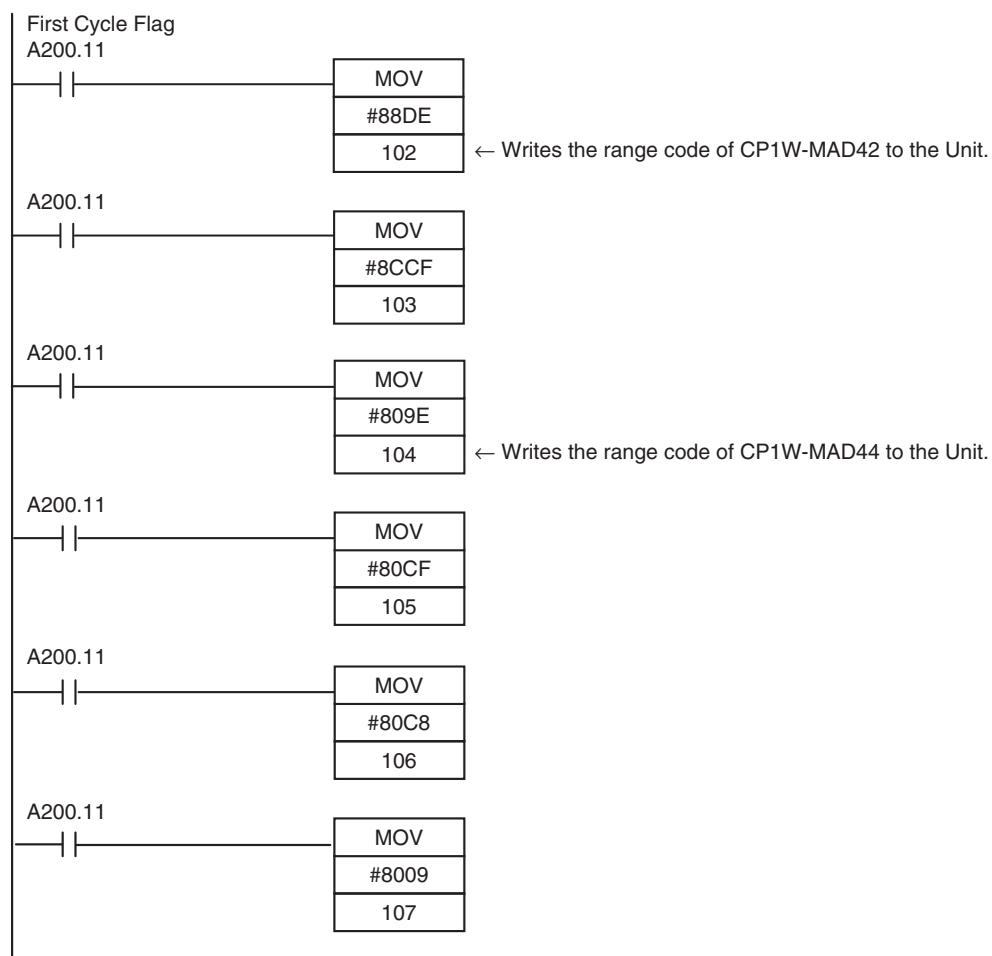 First Cycle Flag
A200.11
MOV
#88DE
102 ← Writes the range code of CP1W-MAD42 to the Unit.
A200.11
MOV
#8CCF
103
A200.11
MOV
#809E
104 ← Writes the range code of CP1W-MAD44 to the Unit.
A200.11
MOV
#80CF
105
A200.11
MOV
#80C8
106
A200.11
MOV
#8009
107